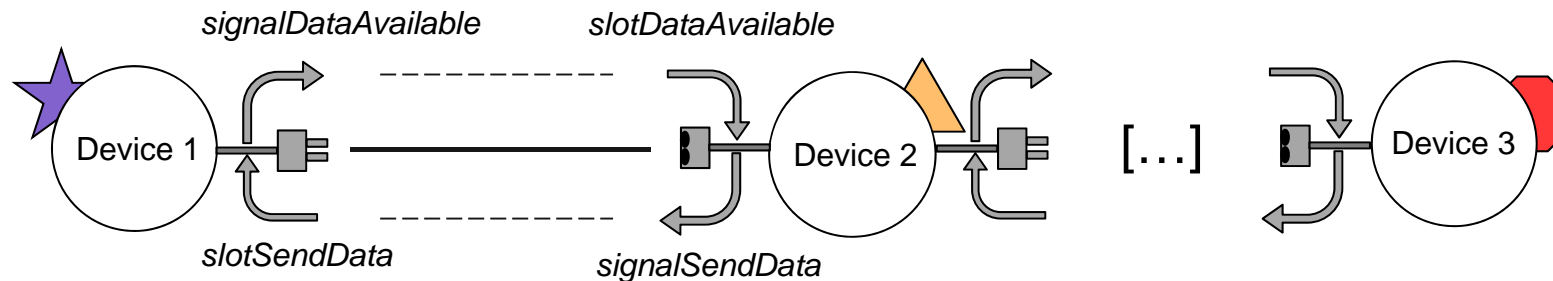 signalDataAvailable
slotDataAvailable
Device 1
Device 2
[...]
Device 3
slotSendData
signalSendData